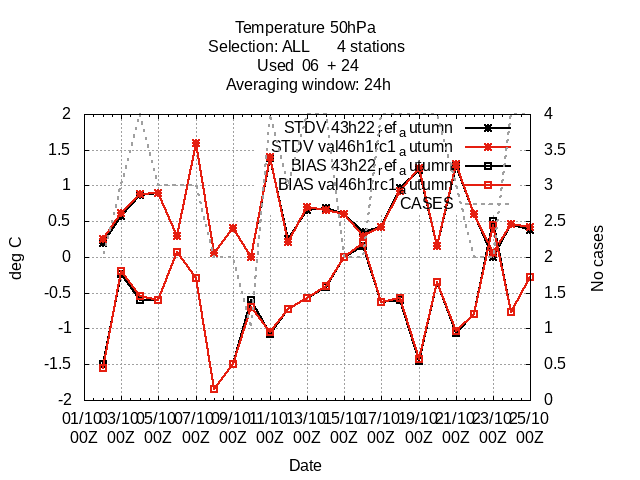 Temperature 50hPa
Selection: ALL      4 stations
Used  06  + 24
Averaging window: 24h
STDV 43h22_ref_autumn
STDV val46h1rc1_autumn
BIAS 43h22_ref_autumn
BIAS val46h1rc1_autumn
CASES
2 1.5 1 0.5 0 -0.5 -1 -1.5 -2
deg C
4 3.5 3 2.5 2 1.5 1 0.5 0
No cases
01/10 03/10 05/10 07/10 09/10 11/10 13/10 15/10 17/10 19/10 21/10 23/10 25/10
00Z 00Z 00Z 00Z 00Z 00Z 00Z 00Z 00Z 00Z 00Z 00Z 00Z
Date